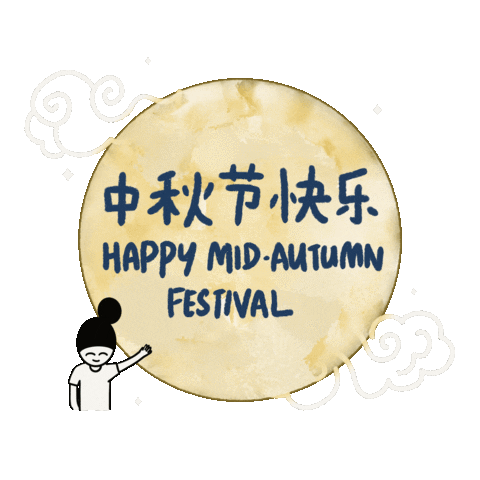 中秋节快乐
HAPPY MID-AUTUMN
FESTIVAL